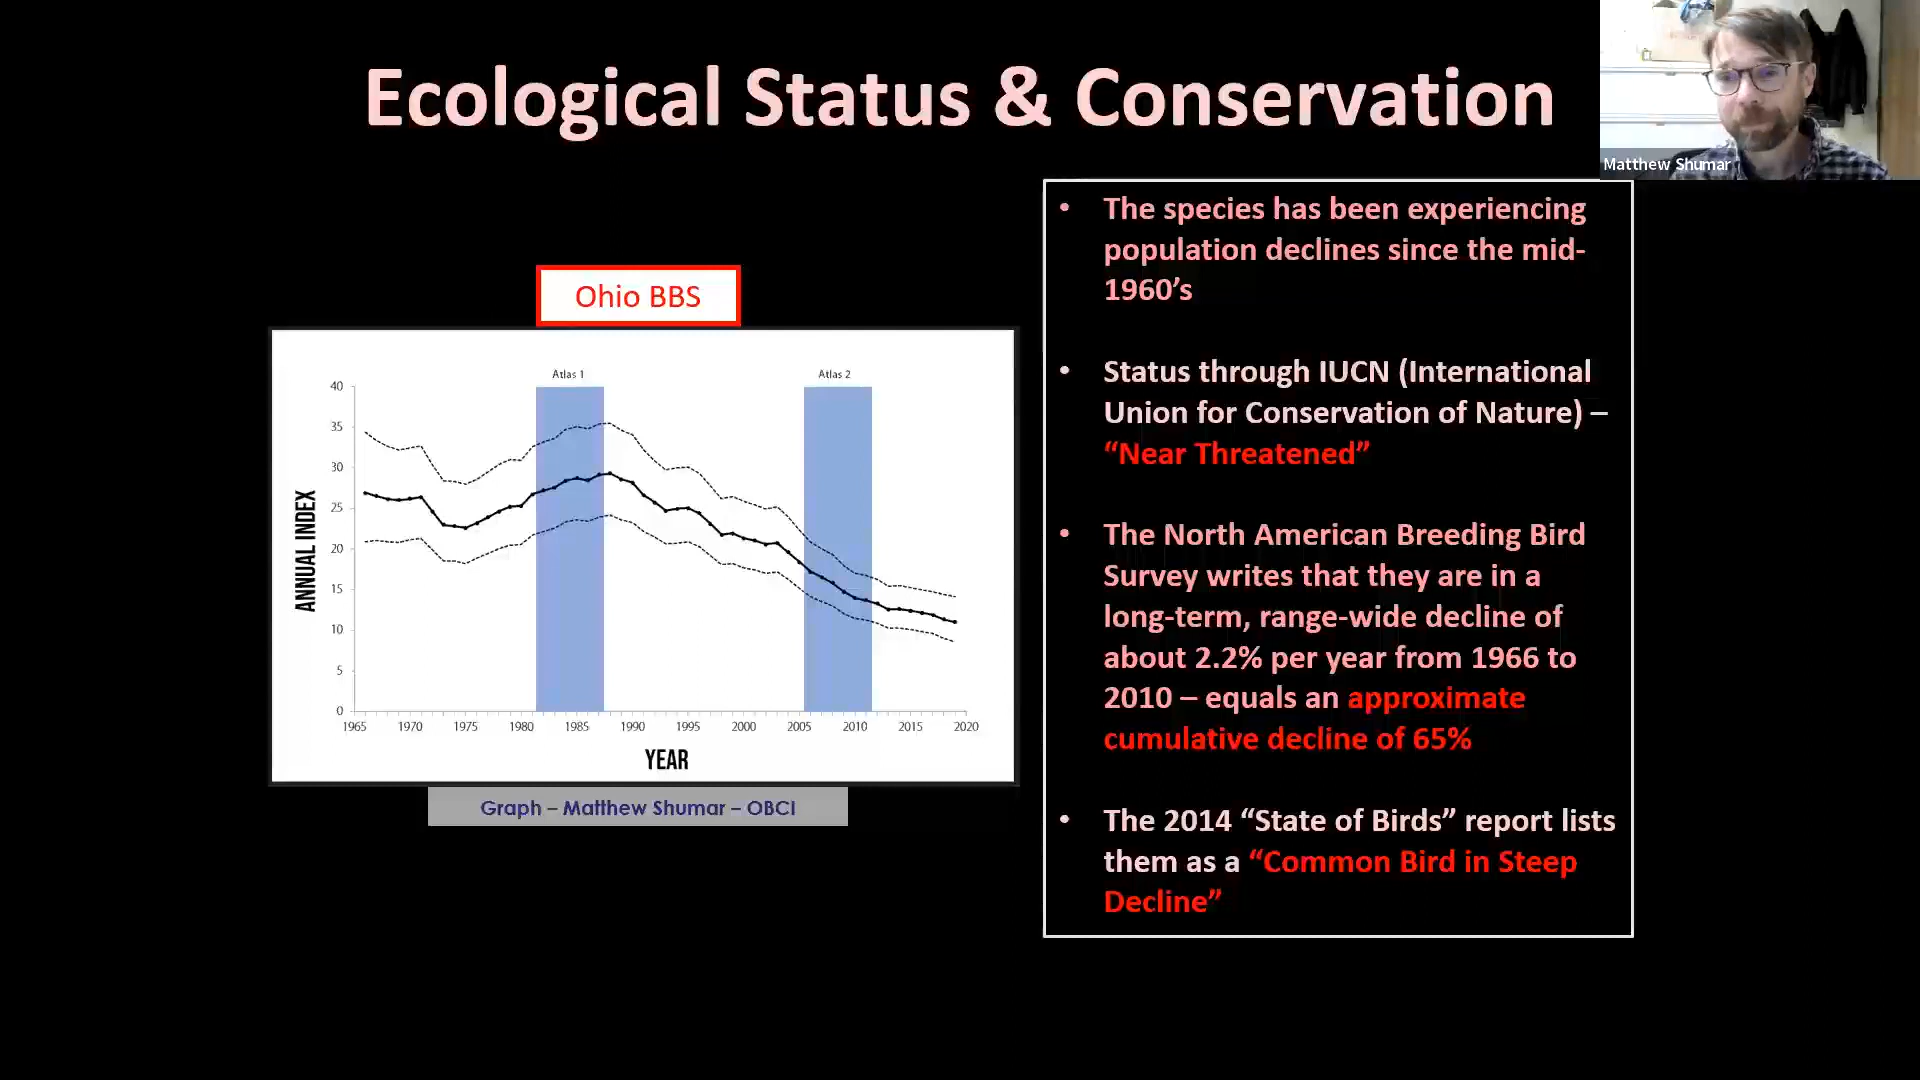 Ecological Status & Conservation
Matthew Shumar
Ohio BBS
Atlas 1
Atlas 2
40
35
30
25
20
15
10
5
0
ANNUAL INDEX
1965 1970 1975 1980 1985 1990 1995 2000 2005 2010 2015 2020
YEAR
Graph – Matthew Shumar – OBCI
• The species has been experiencing
population declines since the mid-
1960’s
• Status through IUCN (International
Union for Conservation of Nature) –
“Near Threatened”
• The North American Breeding Bird
Survey writes that they are in a
long-term, range-wide decline of
about 2.2% per year from 1966 to
2010 – equals an approximate
cumulative decline of 65%
• The 2014 “State of Birds” report lists
them as a “Common Bird in Steep
Decline”